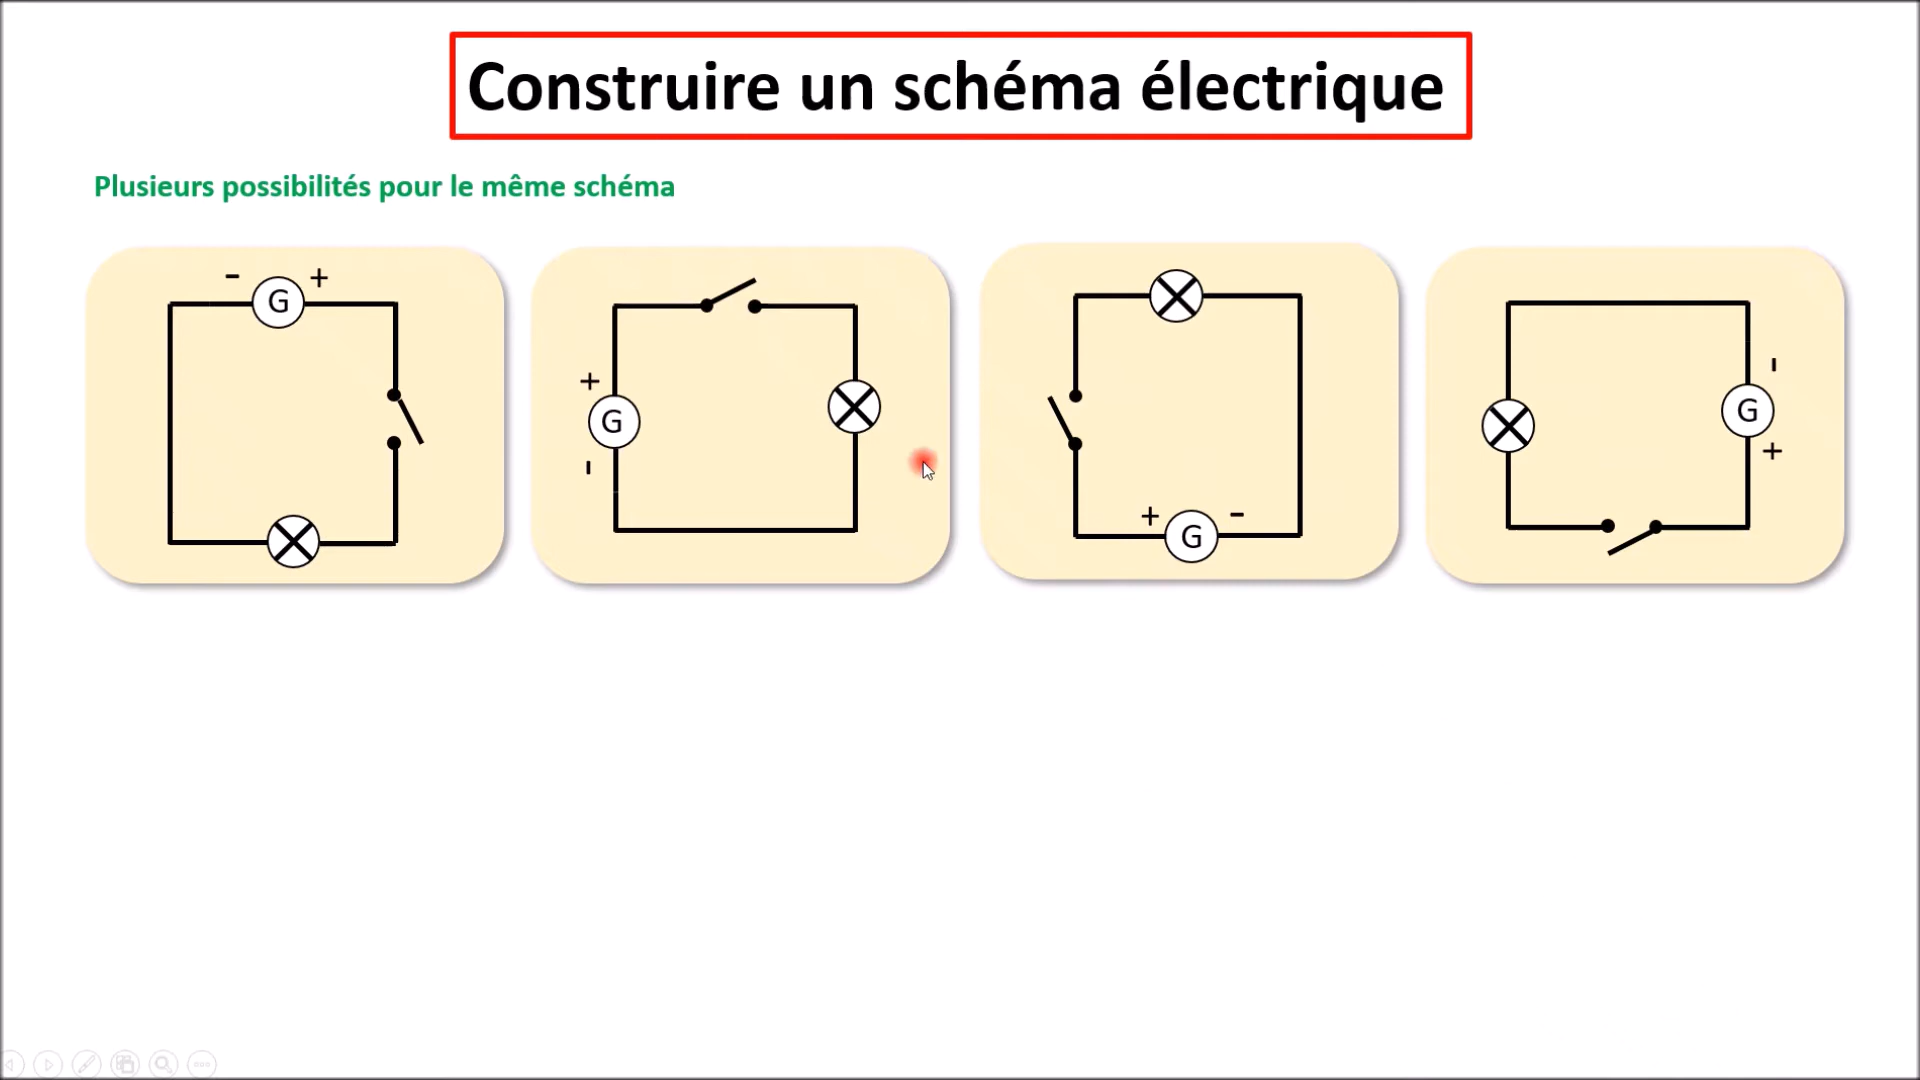 Construire un schéma électrique
Plusieurs possibilités pour le même schéma
- G +
+ G -
+ G -
- G +